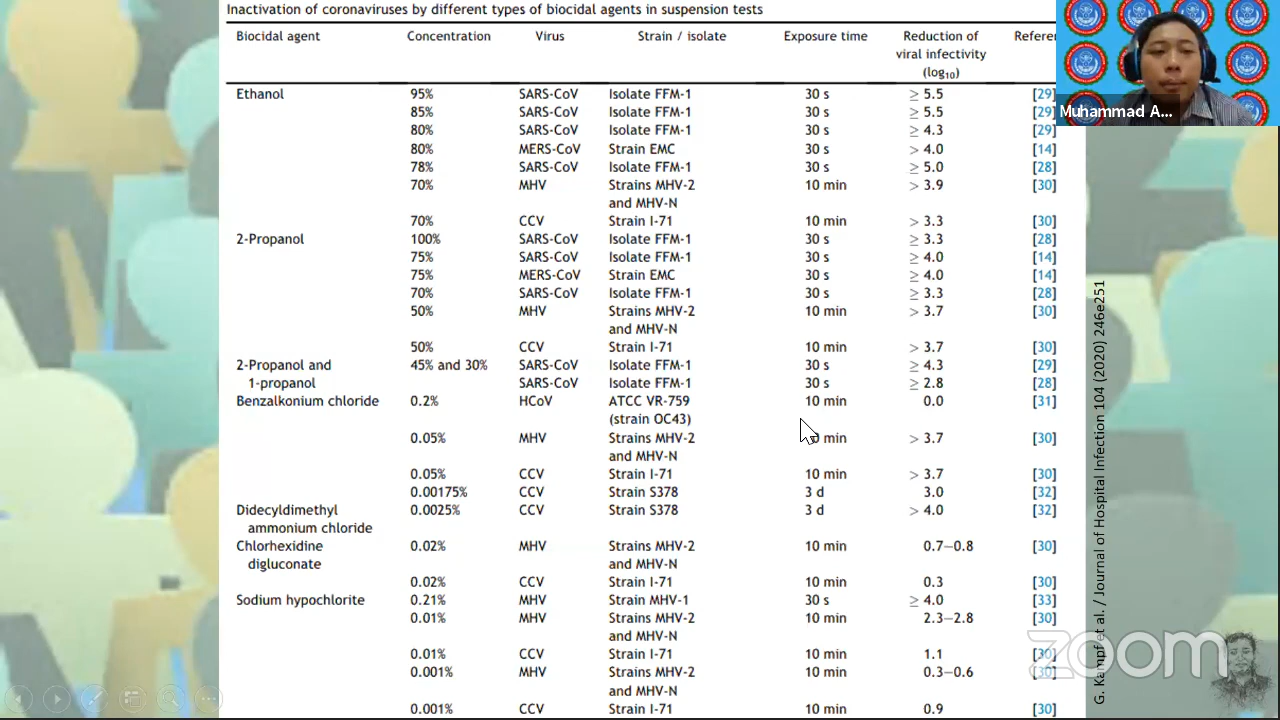 Inactivation of coronaviruses by different types of biocidal agents in suspension tests
Biocidal agent Concentration Virus Strain / isolate Exposure time Reduction of viral infectivity (log10) Referen
Ethanol 95% SARS-CoV Isolate FFM-1 30 s ≥ 5.5 [29]
85% SARS-CoV Isolate FFM-1 30 s ≥ 5.5 [29]
80% SARS-CoV Isolate FFM-1 30 s ≥ 4.3 [29]
80% MERS-CoV Strain EMC 30 s > 4.0 [14]
78% SARS-CoV Isolate FFM-1 30 s ≥ 5.0 [28]
70% MHV Strains MHV-2 10 min > 3.9 [30]
and MHV-N
70% CCV Strain I-71 10 min > 3.3 [30]
2-Propanol 100% SARS-CoV Isolate FFM-1 30 s ≥ 3.3 [28]
75% SARS-CoV Isolate FFM-1 30 s ≥ 4.0 [14]
75% MERS-CoV Strain EMC 30 s ≥ 4.0 [14]
70% SARS-CoV Isolate FFM-1 30 s ≥ 3.3 [28]
50% MHV Strains MHV-2 10 min > 3.7 [30]
and MHV-N
50% CCV Strain I-71 10 min > 3.7 [30]
2-Propanol and 45% and 30% SARS-CoV Isolate FFM-1 30 s ≥ 4.3 [29]
1-propanol SARS-CoV Isolate FFM-1 30 s ≥ 2.8 [28]
Benzalkonium chloride 0.2% HCoV ATCC VR-759 10 min 0.0 [31]
(strain OC43)
0.05% MHV Strains MHV-2 min > 3.7 [30]
and MHV-N
0.05% CCV Strain I-71 10 min > 3.7 [30]
0.00175% CCV Strain S378 3 d 3.0 [32]
Didecyldimethyl 0.0025% CCV Strain S378 3 d > 4.0 [32]
ammonium chloride
Chlorhexidine 0.02% MHV Strains MHV-2 10 min 0.7–0.8 [30]
digluconate and MHV-N
0.02% CCV Strain I-71 10 min 0.3 [30]
Sodium hypochlorite 0.21% MHV Strain MHV-1 30 s ≥ 4.0 [33]
0.01% MHV Strains MHV-2 10 min 2.3–2.8 [30]
and MHV-N
0.01% CCV Strain I-71 10 min 1.1 [30]
0.001% MHV Strains MHV-2 10 min 0.3–0.6 [30]
and MHV-N
0.001% CCV Strain I-71 10 min 0.9 [30]
G. Kampf et al. / Journal of Hospital Infection 104 (2020) 246e251
Muhammad A...
zoom